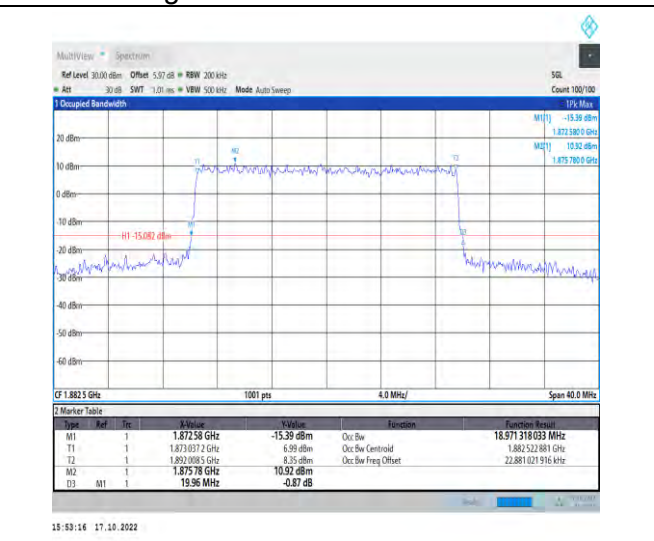 MultiView Spectrum
Ref Level 30.00 dBm Offset 5.97 dB RBW 200 kHz SGL
Att 30 dB SWT 1.01 ms VBW 500 kHz Mode Auto Sweep Count 100/100
1 Occupied Bandwidth 1Pk Max
M1[1] -15.39 dBm
1.872 580 0 GHz
M2[1] 10.92 dBm
1.875 780 0 GHz
20 dBm
M2
T1
T2
10 dBm
0 dBm
-10 dBm
M1
H1 -15.082 dBm
D3
-20 dBm
-30 dBm
-40 dBm
-50 dBm
-60 dBm
CF 1.882 5 GHz 1001 pts 4.0 MHz/ Span 40.0 MHz
2 Marker Table
Type Ref Trc X-Value Y-Value Function Function Result
M1 1 1.872 58 GHz -15.39 dBm Occ Bw 18.971 318 033 MHz
T1 1 1.873 037 2 GHz 6.99 dBm Occ Bw Centroid 1.882 522 881 GHz
T2 1 1.892 008 5 GHz 8.35 dBm Occ Bw Freq Offset 22.881 021 916 kHz
M2 1 1.875 78 GHz 10.92 dBm
D3 M1 1 19.96 MHz -0.87 dB
15:53:16 17.10.2022